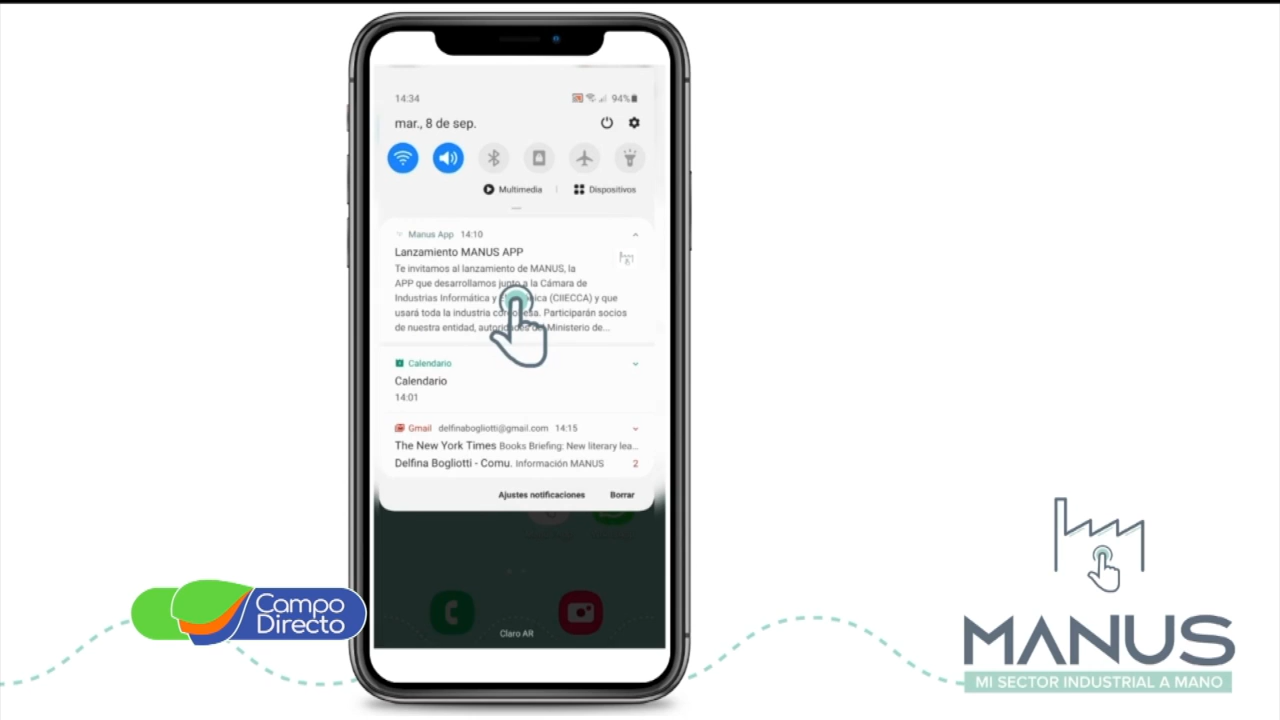 14:34
94%
mar., 8 de sep.
Multimedia
Dispositivos
Manus App 14:10
Lanzamiento MANUS APP
Te invitamos al lanzamiento de MANUS, la
APP que desarrollamos junto a la Cámara de
Industrias Informática y (CIIECCA) y que
usará toda la industria Participarán socios
de nuestra entidad, autoridades del Ministerio de...
Calendario
Calendario
14:01
Gmail delfinabogliotti@gmail.com 14:15
The New York Times Books Briefing: New literary lea...
Delfina Bogliotti - Comu. Información MANUS 2
Ajustes notificaciones
Borrar
Claro AR
Campo
Directo
MANUS
MI SECTOR INDUSTRIAL A MANO